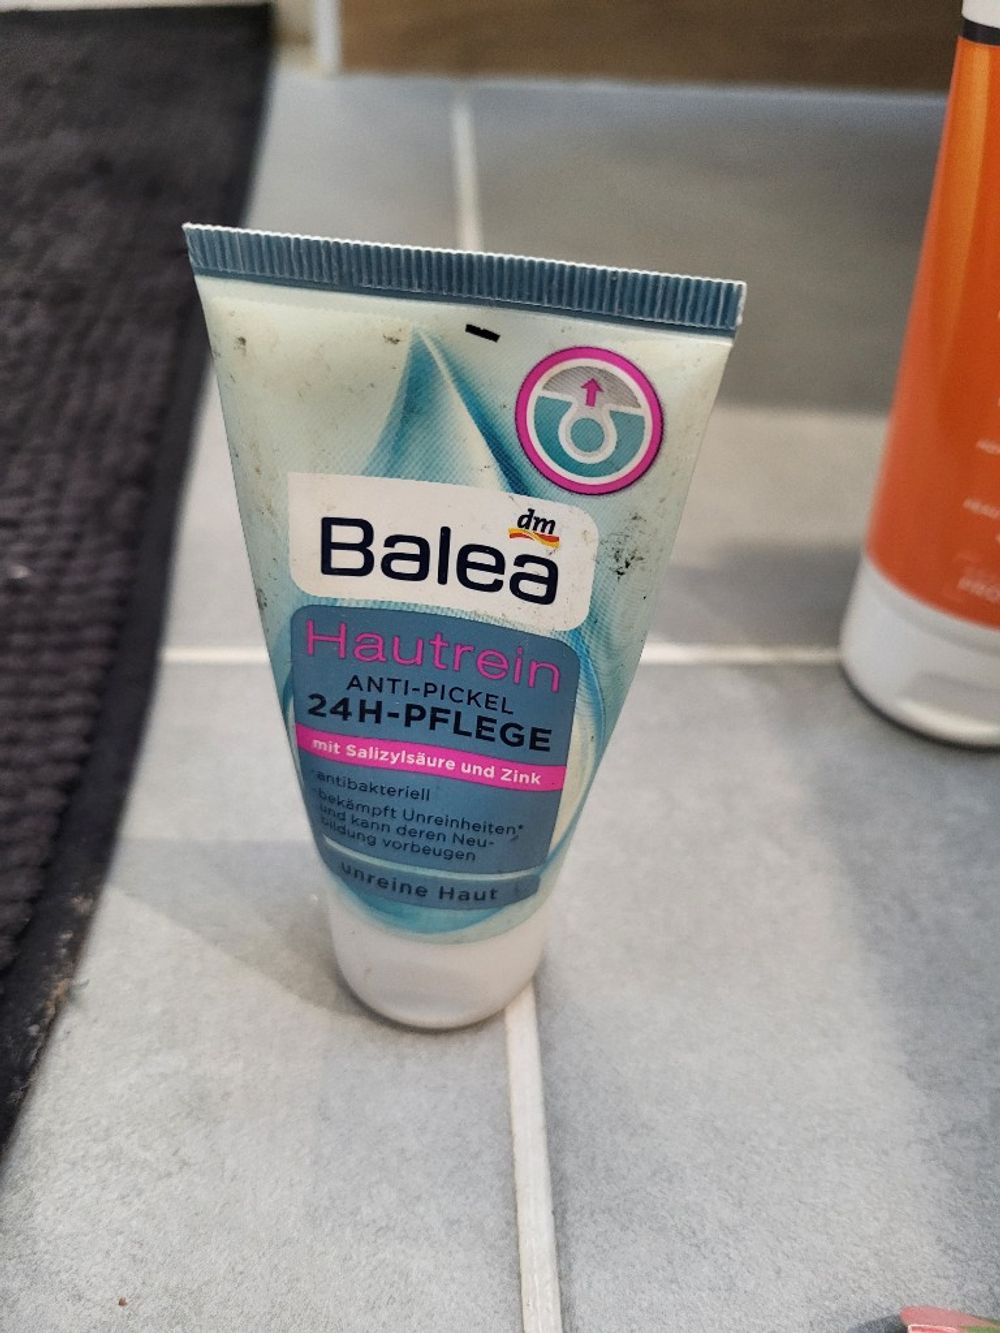 dm
Balea
Hautrein
ANTI-PICKEL
24H-PFLEGE
mit Salizylsäure und Zink
antibakteriell
bekämpft Unreinheiten*
und kann deren Neu-
bildung vorbeugen
unreine Haut